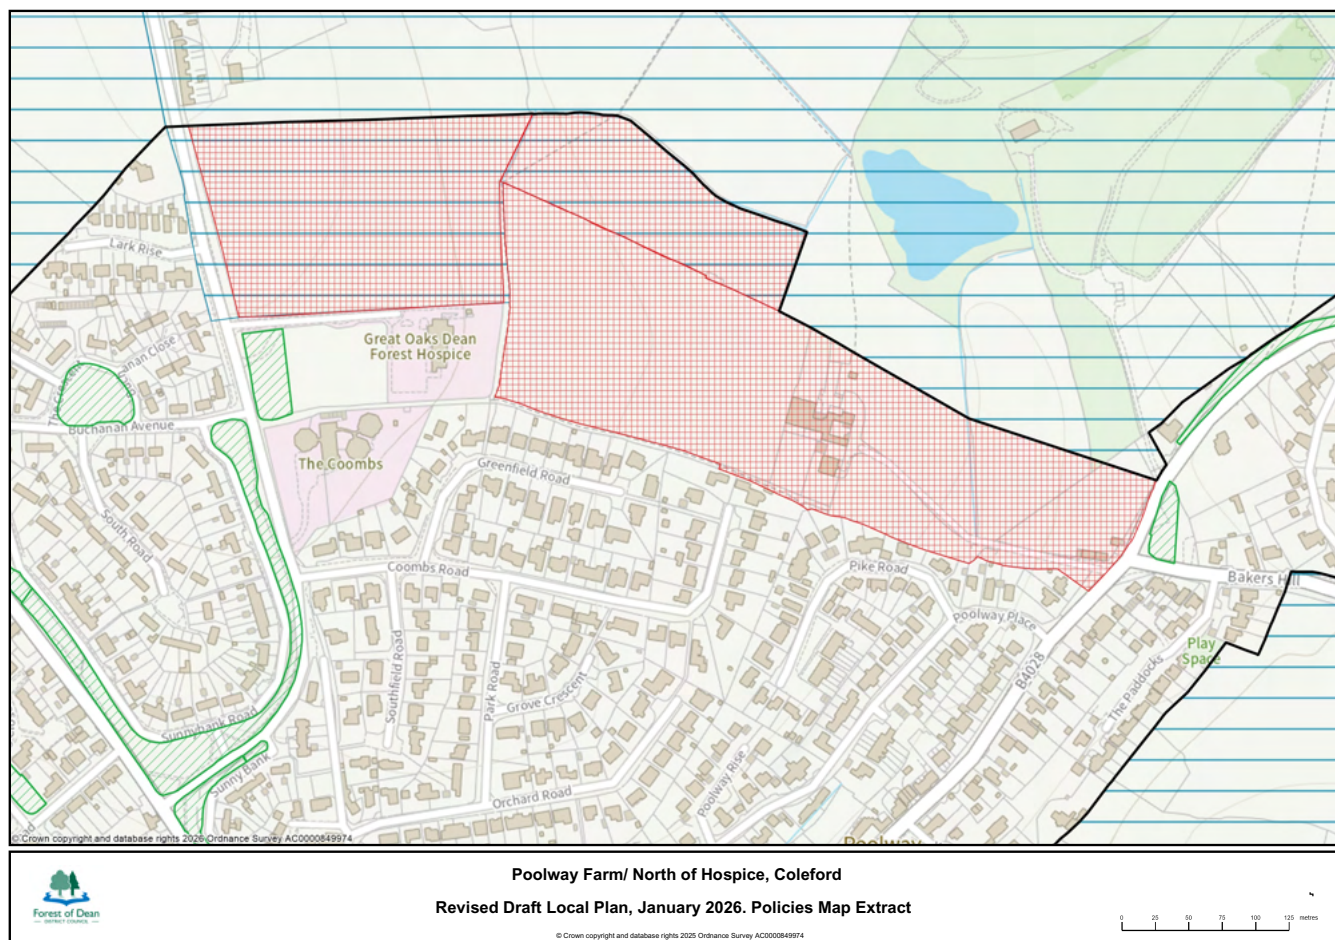 Lark Rise
Great Oaks Dean
Forest Hospice
Buchanan Avenue
The Coombs
Greenfield Road
South Road
Coombs Road
Pike Road
Bakers Hill
Poolway Place
Play
Space
Southfield Road
Park Road
Grove Crescent
B4028
The Paddocks
Sunnybank Road
Sunny Bank
Orchard Road
Poolway Rise
Poolway
© Crown copyright and database rights 2026 Ordnance Survey AC0000849974
Poolway Farm/ North of Hospice, Coleford
Revised Draft Local Plan, January 2026. Policies Map Extract
© Crown copyright and database rights 2025 Ordnance Survey AC0000849974
Forest of Dean
DISTRICT COUNCIL
0 25 50 75 100 125 metres